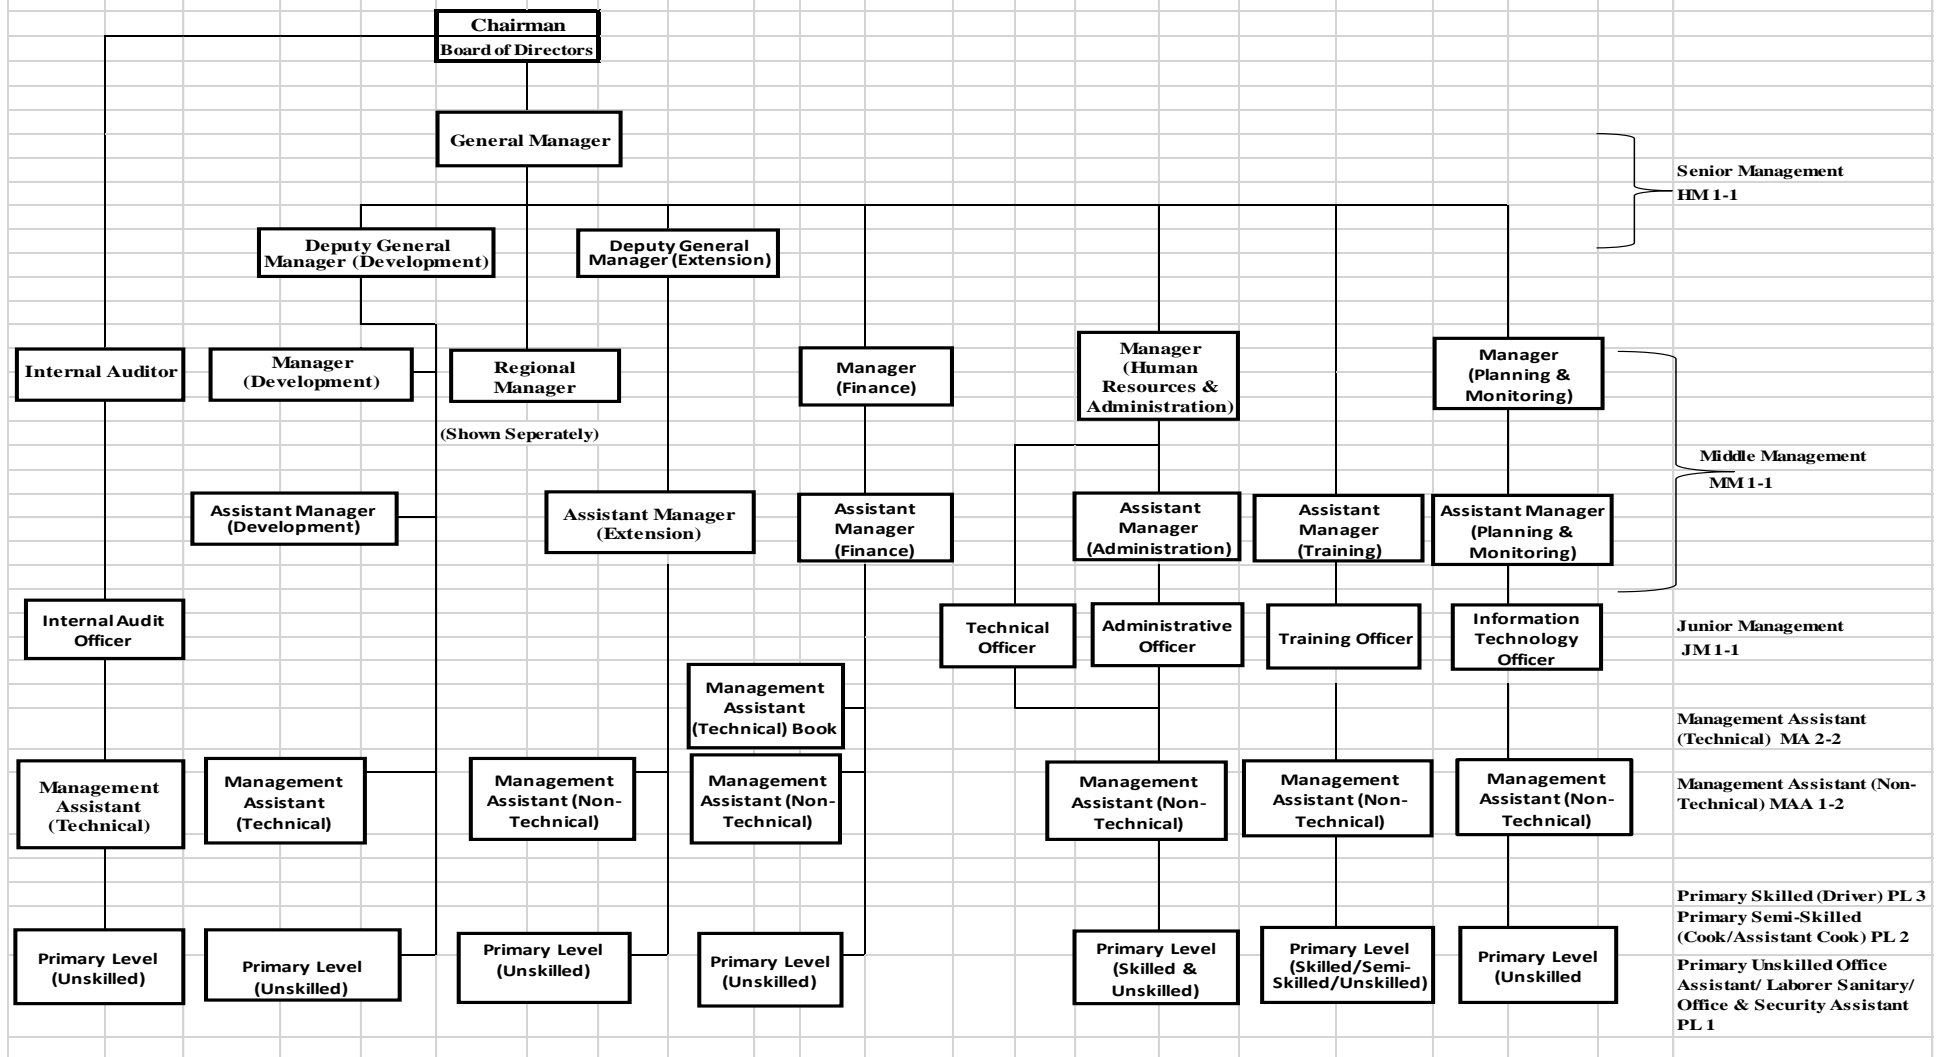 Chairman
Board of Directors
General Manager
Senior Management
HM 1-1
Deputy General
Manager (Development)
Deputy General
Manager (Extension)
Internal Auditor
Manager
(Development)
Regional
Manager
(Shown Seperately)
Manager
(Finance)
Manager
(Human
Resources &
Administration)
Manager
(Planning &
Monitoring)
Middle Management
MM 1-1
Assistant Manager
(Development)
Assistant Manager
(Extension)
Assistant
Manager
(Finance)
Assistant
Manager
(Administration)
Assistant
Manager
(Training)
Assistant Manager
(Planning &
Monitoring)
Internal Audit
Officer
Technical
Officer
Administrative
Officer
Training Officer
Information
Technology
Officer
Junior Management
JM 1-1
Management
Assistant
(Technical) Book
Management Assistant
(Technical) MA 2-2
Management
Assistant
(Technical)
Management
Assistant
(Technical)
Management
Assistant (Non-
Technical)
Management
Assistant (Non-
Technical)
Management
Assistant (Non-
Technical)
Management
Assistant (Non-
Technical)
Management
Assistant (Non-
Technical)
Management Assistant (Non-
Technical) MAA 1-2
Primary Level
(Unskilled)
Primary Level
(Unskilled)
Primary Level
(Unskilled)
Primary Level
(Unskilled)
Primary Level
(Skilled &
Unskilled)
Primary Level
(Skilled/Semi-
Skilled/Unskilled)
Primary Level
(Unskilled
Primary Skilled (Driver) PL 3
Primary Semi-Skilled
(Cook/Assistant Cook) PL 2
Primary Unskilled Office
Assistant/ Laborer Sanitary/
Office & Security Assistant
PL 1